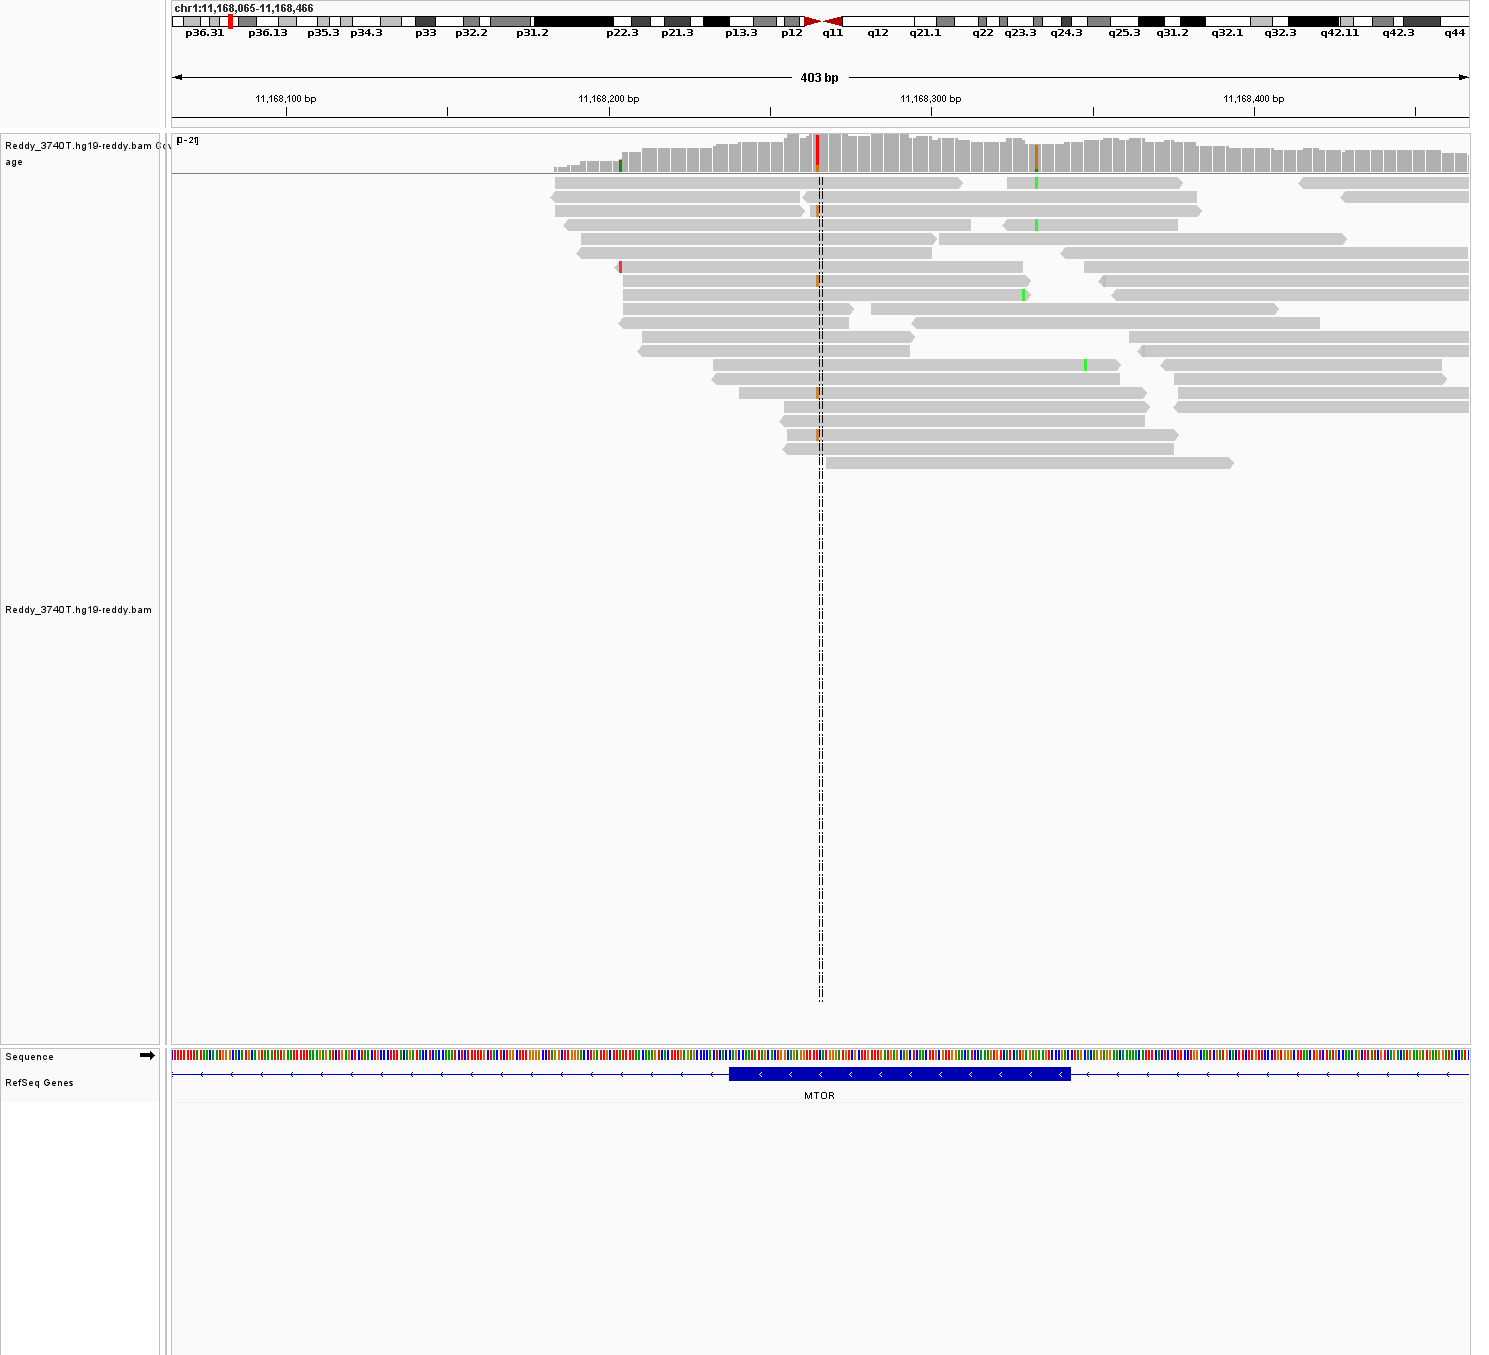 chr1:11,168,065-11,168,466
p36.31 p36.13 p35.3 p34.3 p33 p32.2 p31.2 p22.3 p21.3 p13.3 p12 q11 q12 q21.1 q22 q23.3 q24.3 q25.3 q31.2 q32.1 q32.3 q42.11 q42.3 q44
403 bp
11,168,100 bp 11,168,200 bp 11,168,300 bp 11,168,400 bp
[0-21]
Reddy_3740T.hg19-reddy.bam Cov
age
Reddy_3740T.hg19-reddy.bam
Sequence
RefSeq Genes
MTOR